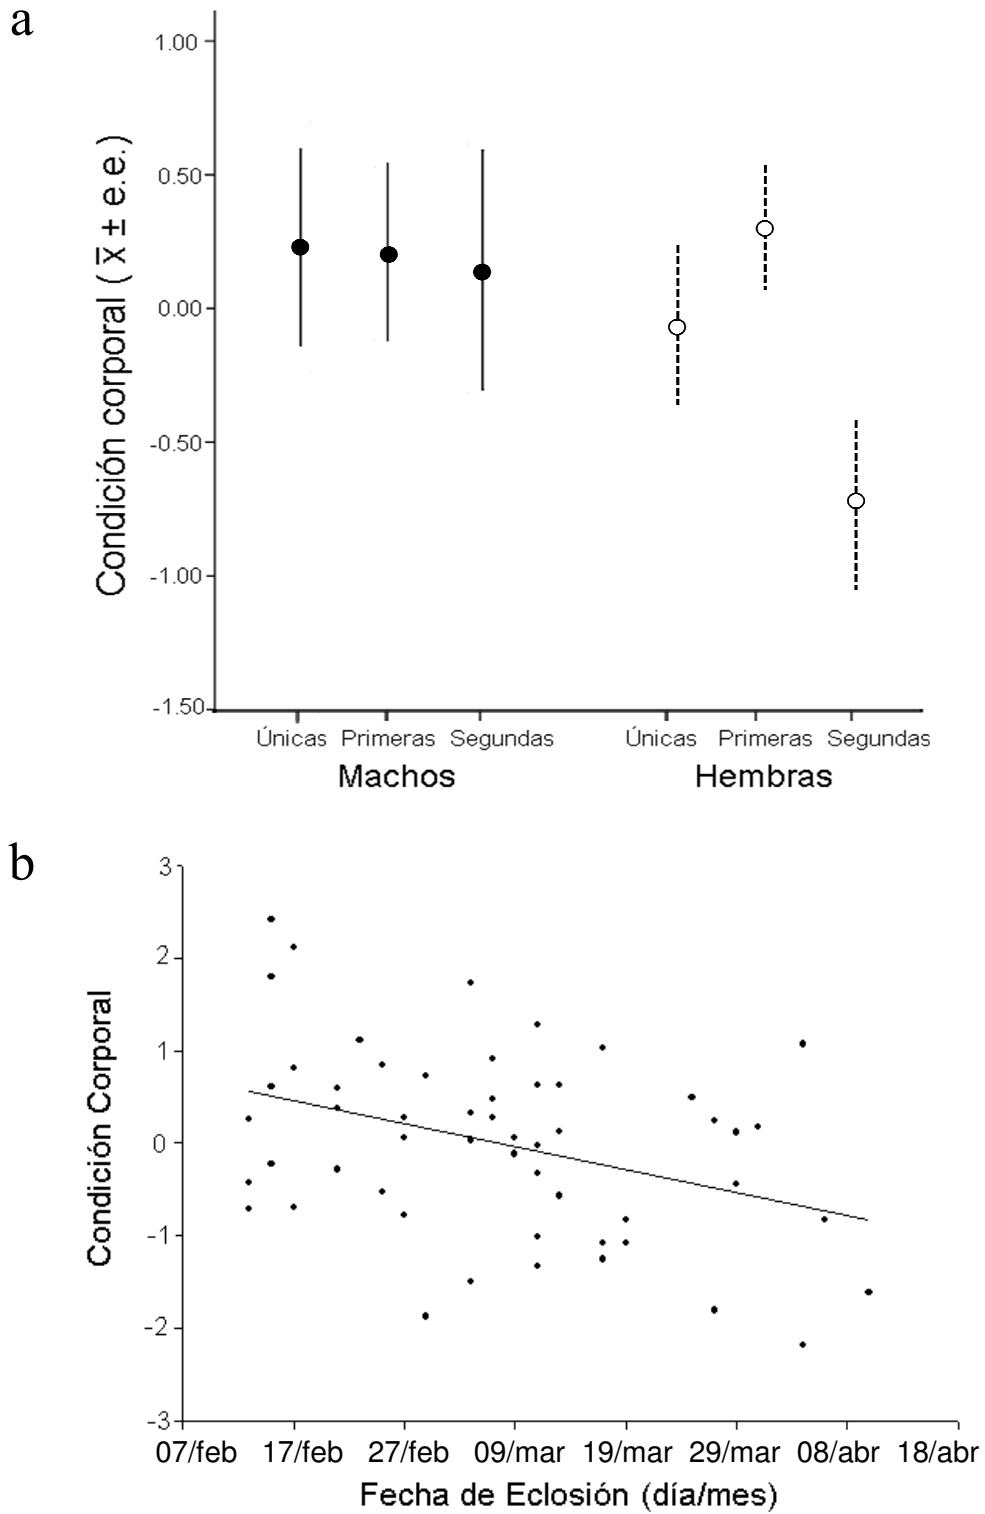 a
1.00
0.50
0.00
-0.50
-1.00
-1.50
Condición corporal ( x̄ ± e.e.)
Únicas Primeras Segundas Únicas Primeras Segundas
Machos Hembras
b
3
2
1
0
-1
-2
-3
Condición Corporal
07/feb 17/feb 27/feb 09/mar 19/mar 29/mar 08/abr 18/abr
Fecha de Eclosión (día/mes)